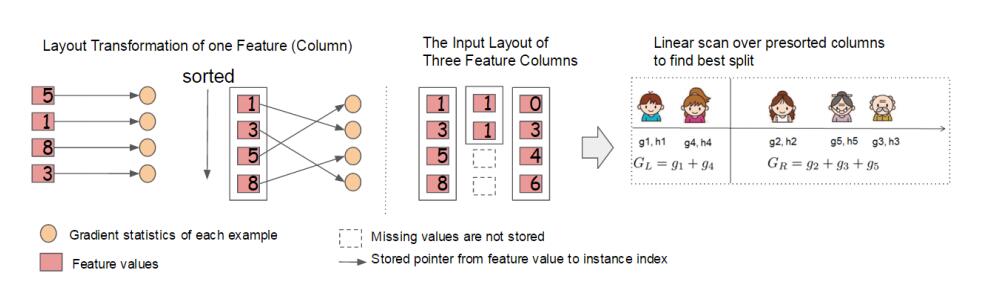 Layout Transformation of one Feature (Column)
The Input Layout of
Three Feature Columns
Linear scan over presorted columns
to find best split
sorted
5
1
8
3
1
3
5
8
1
3
5
8
1
1
0
3
4
6
g1, h1 g4, h4 g2, h2 g5, h5 g3, h3
G_L = g_1 + g_4 G_R = g_2 + g_3 + g_5
Gradient statistics of each example
Feature values
Missing values are not stored
Stored pointer from feature value to instance index